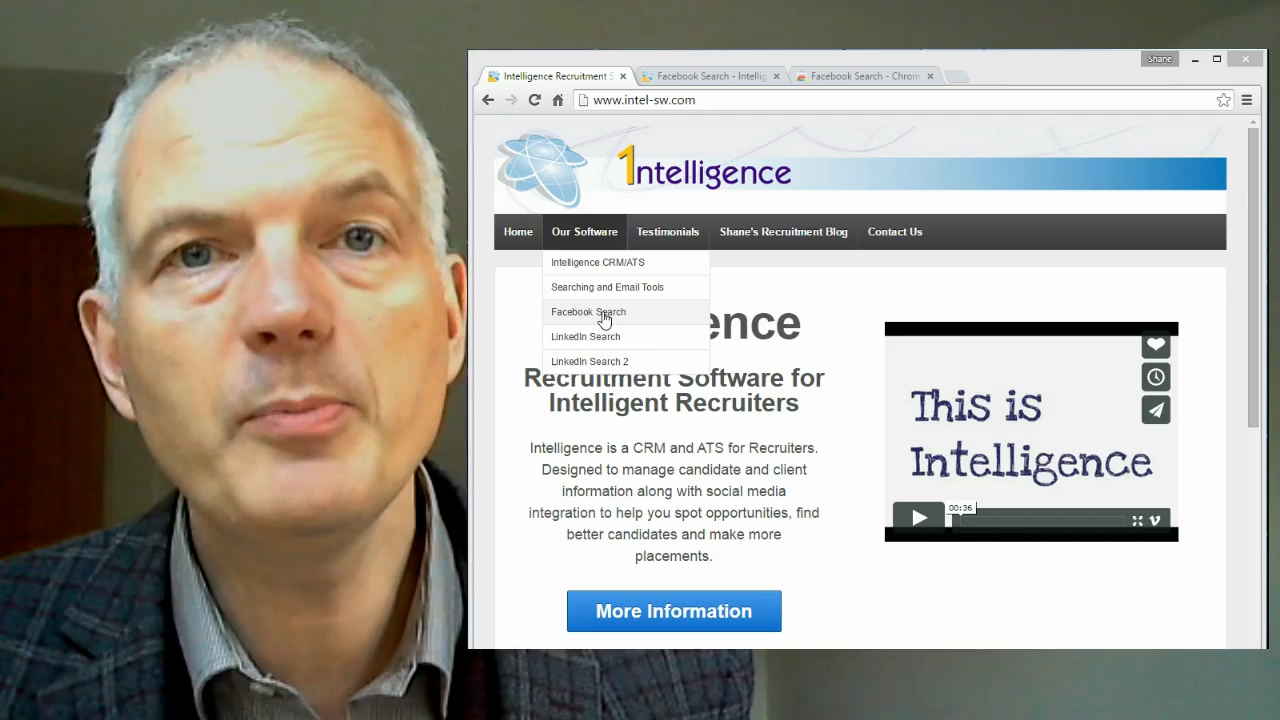 Shane
Intelligence Recruitment S
Facebook Search - Intellig
Facebook Search - Chrom
www.intel-sw.com
1ntelligence
Home
Our Software
Testimonials
Shane's Recruitment Blog
Contact Us
Intelligence CRM/ATS
Searching and Email Tools
Facebook Search
LinkedIn Search
LinkedIn Search 2
ence
Recruitment Software for
Intelligent Recruiters
Intelligence is a CRM and ATS for Recruiters.
Designed to manage candidate and client
information along with social media
integration to help you spot opportunities, find
better candidates and make more
placements.
More Information
This is
Intelligence
00:36